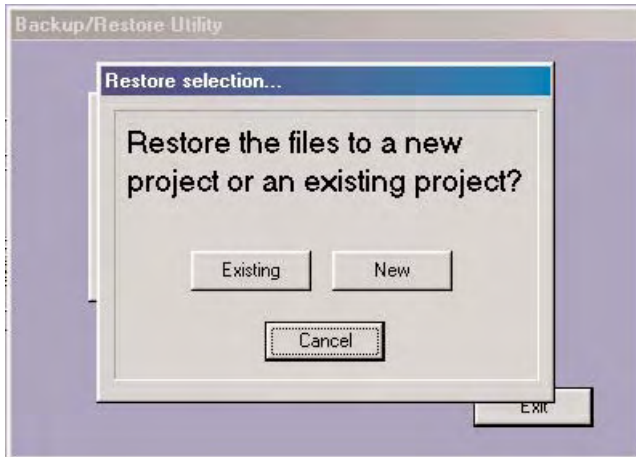 Backup/Restore Utility
Restore selection...
Restore the files to a new
project or an existing project?
Existing
New
Cancel
Exit